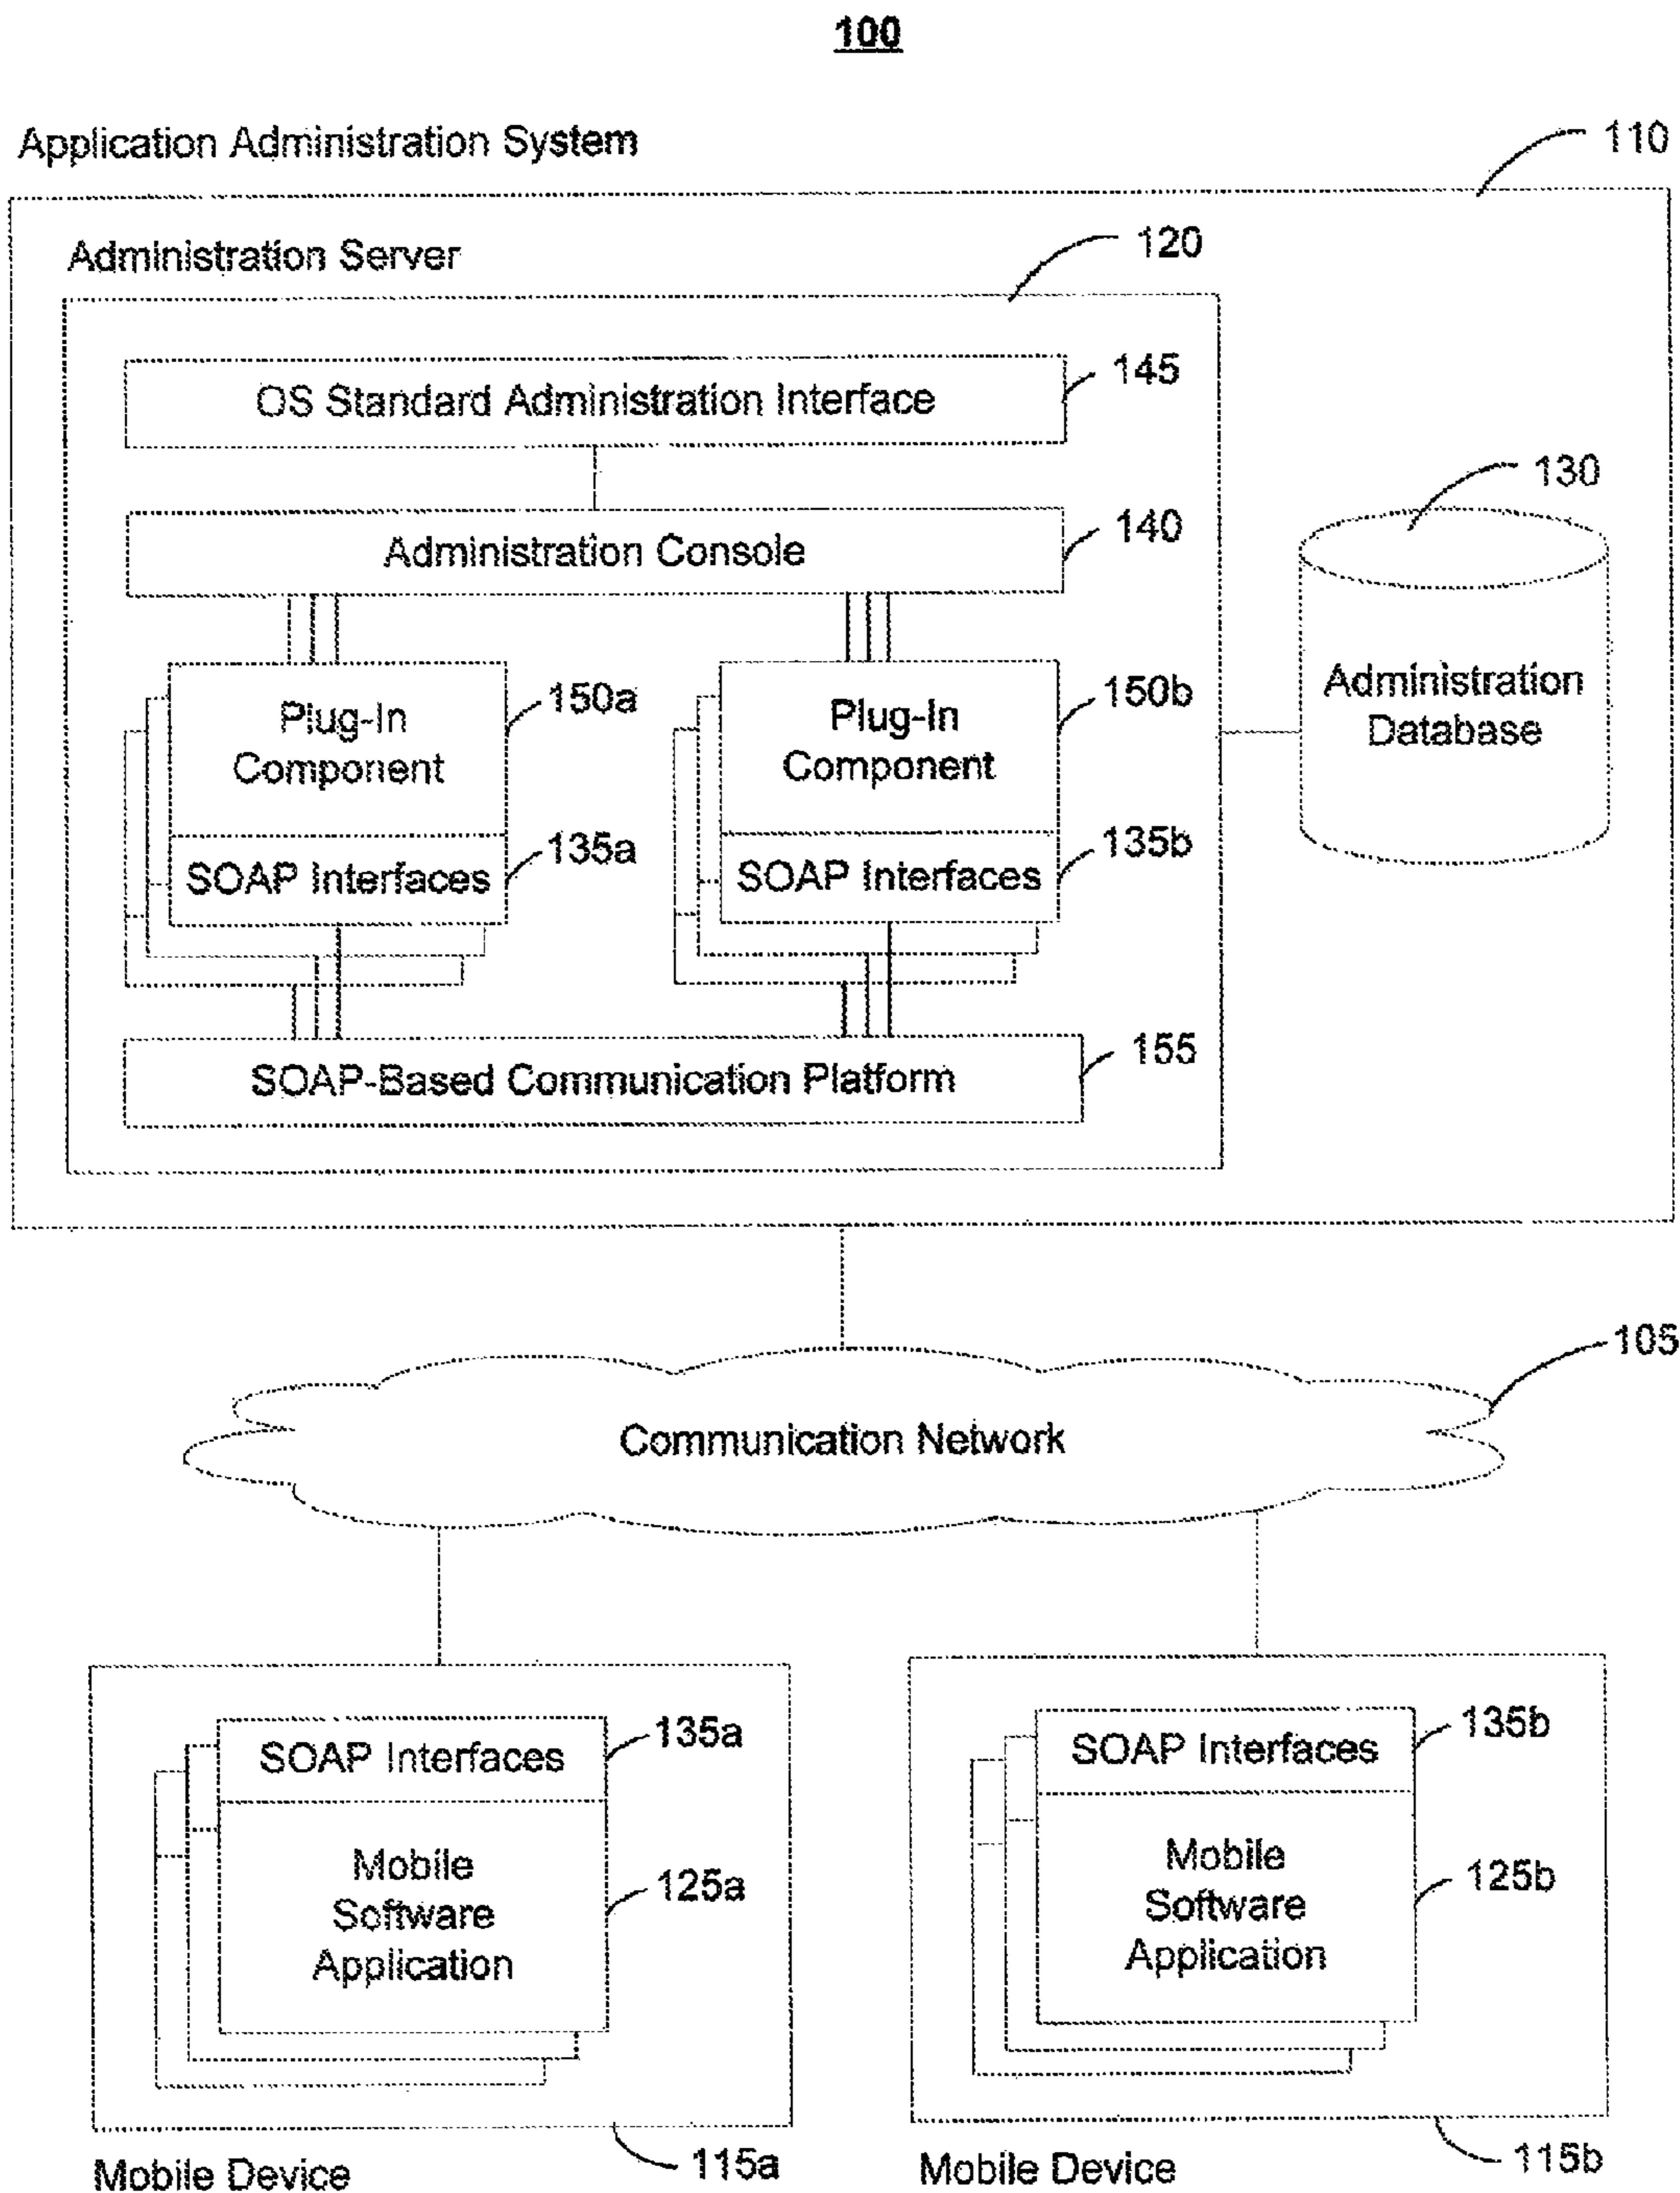 100
Application Administration System
110
Administration Server
120
OS Standard Administration Interface
145
130
Administration Console
140
Plug-In
Component
150a
Plug-In
Component
150b
Administration
Database
SOAP Interfaces
135a
SOAP Interfaces
135b
SOAP-Based Communication Platform
155
105
Communication Network
SOAP Interfaces
135a
SOAP Interfaces
135b
Mobile
Software
Application
125a
Mobile
Software
Application
125b
Mobile Device
115a
Mobile Device
115b